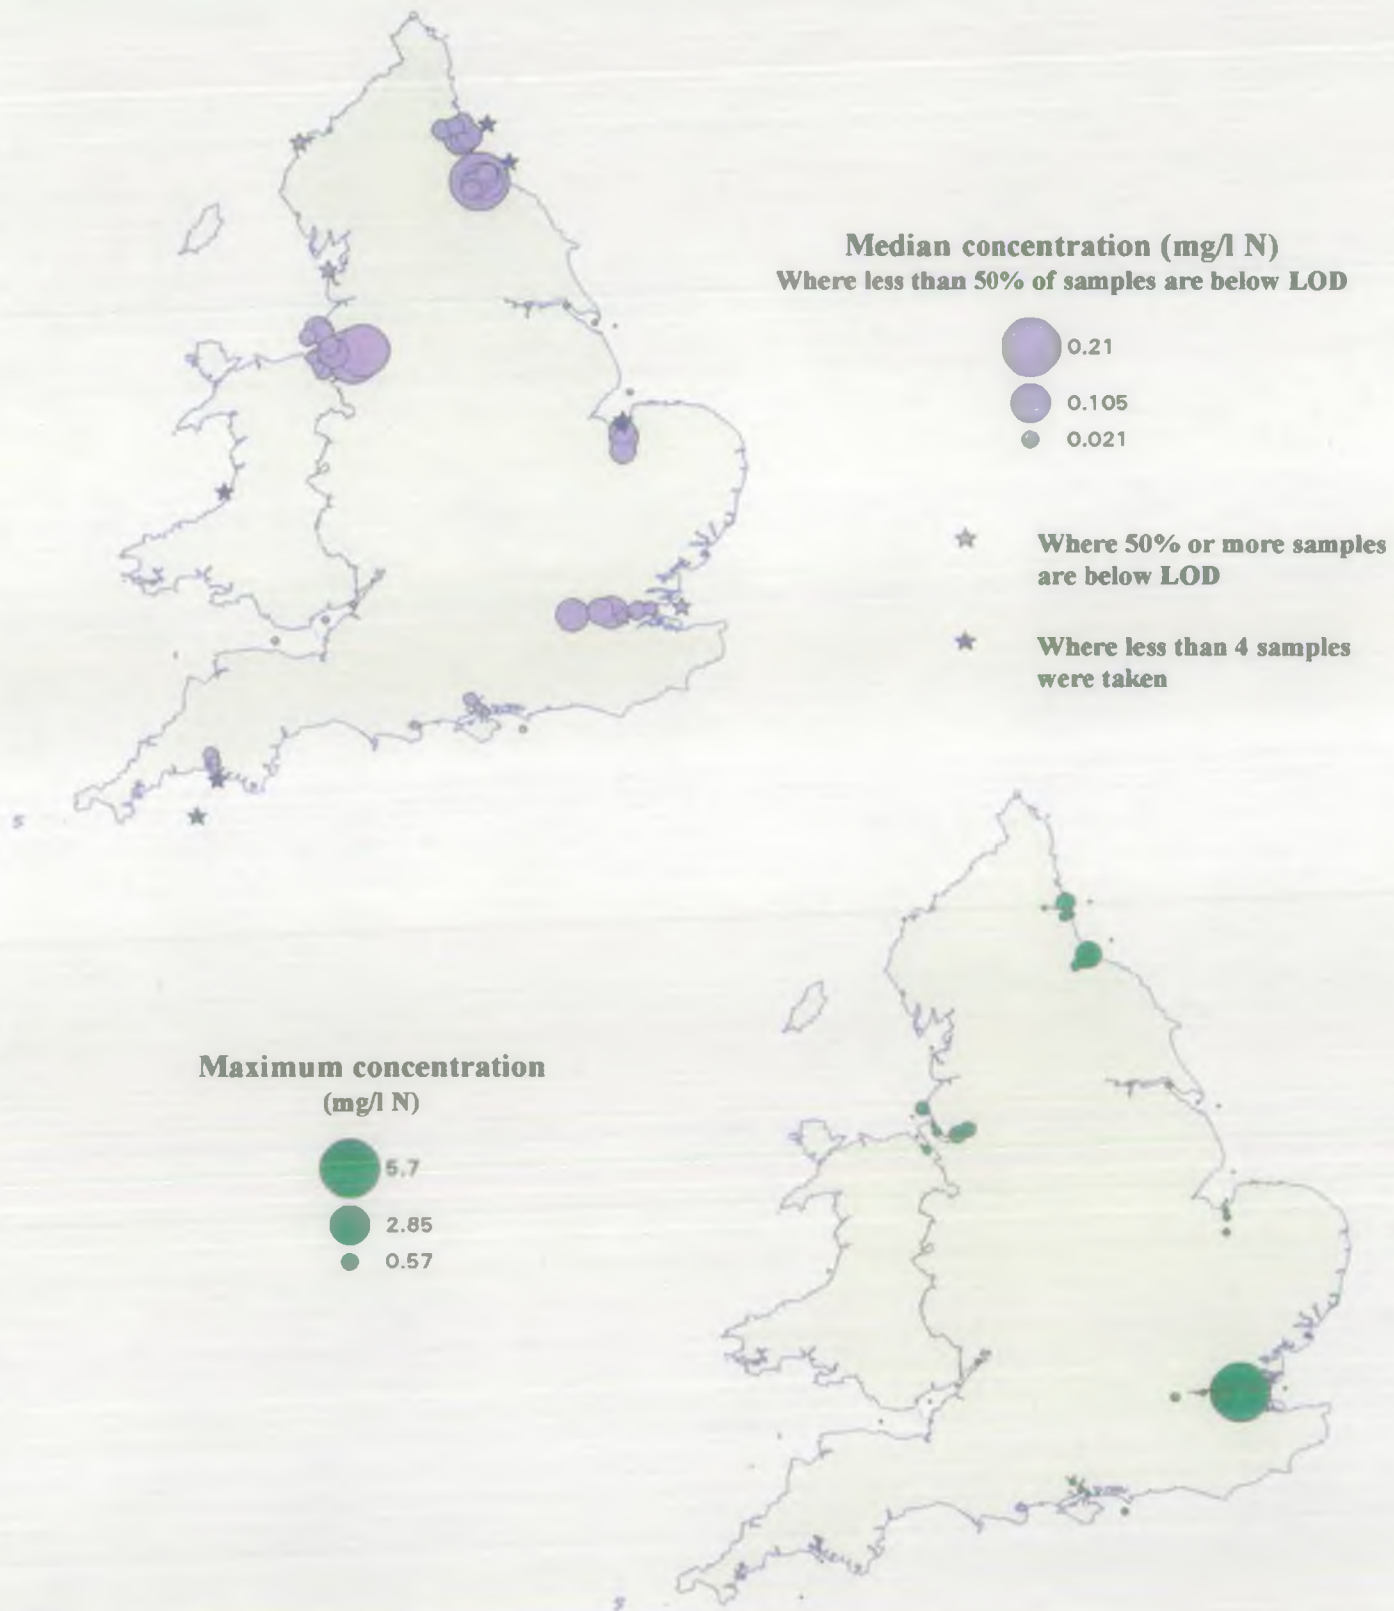 Median concentration (mg/l N)
Where less than 50% of samples are below LOD
0.21
0.105
0.021
Where 50% or more samples
are below LOD
Where less than 4 samples
were taken
Maximum concentration
(mg/l N)
5.7
2.85
0.57